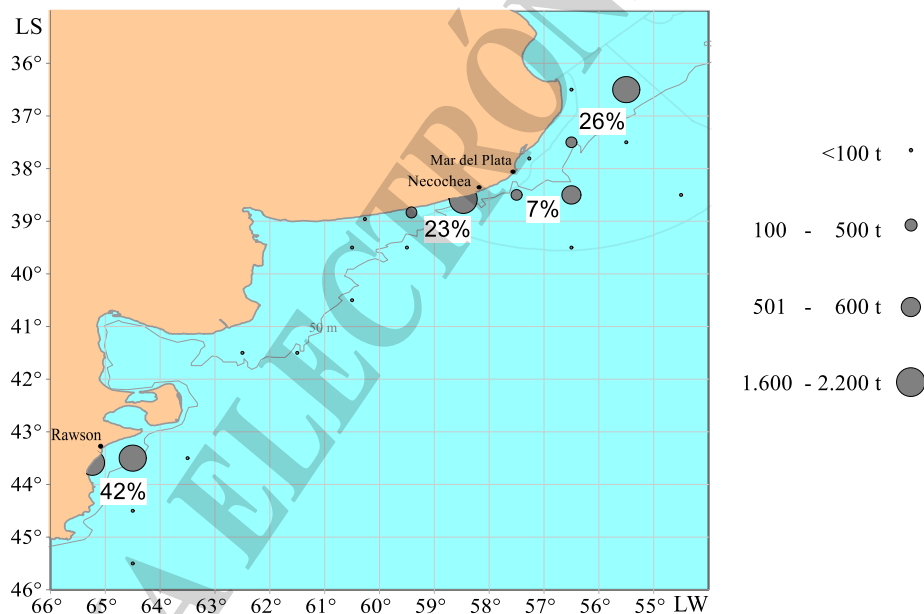 LS
36°
37°
38°
39°
40°
41°
42°
43°
44°
45°
46°
66° 65° 64° 63° 62° 61° 60° 59° 58° 57° 56° 55° LW
26%
Mar del Plata
Necochea
7%
23%
50 m
Rawson
42%
<100 t
100 - 500 t
501 - 600 t
1.600 - 2.200 t
A ELECTRÓN